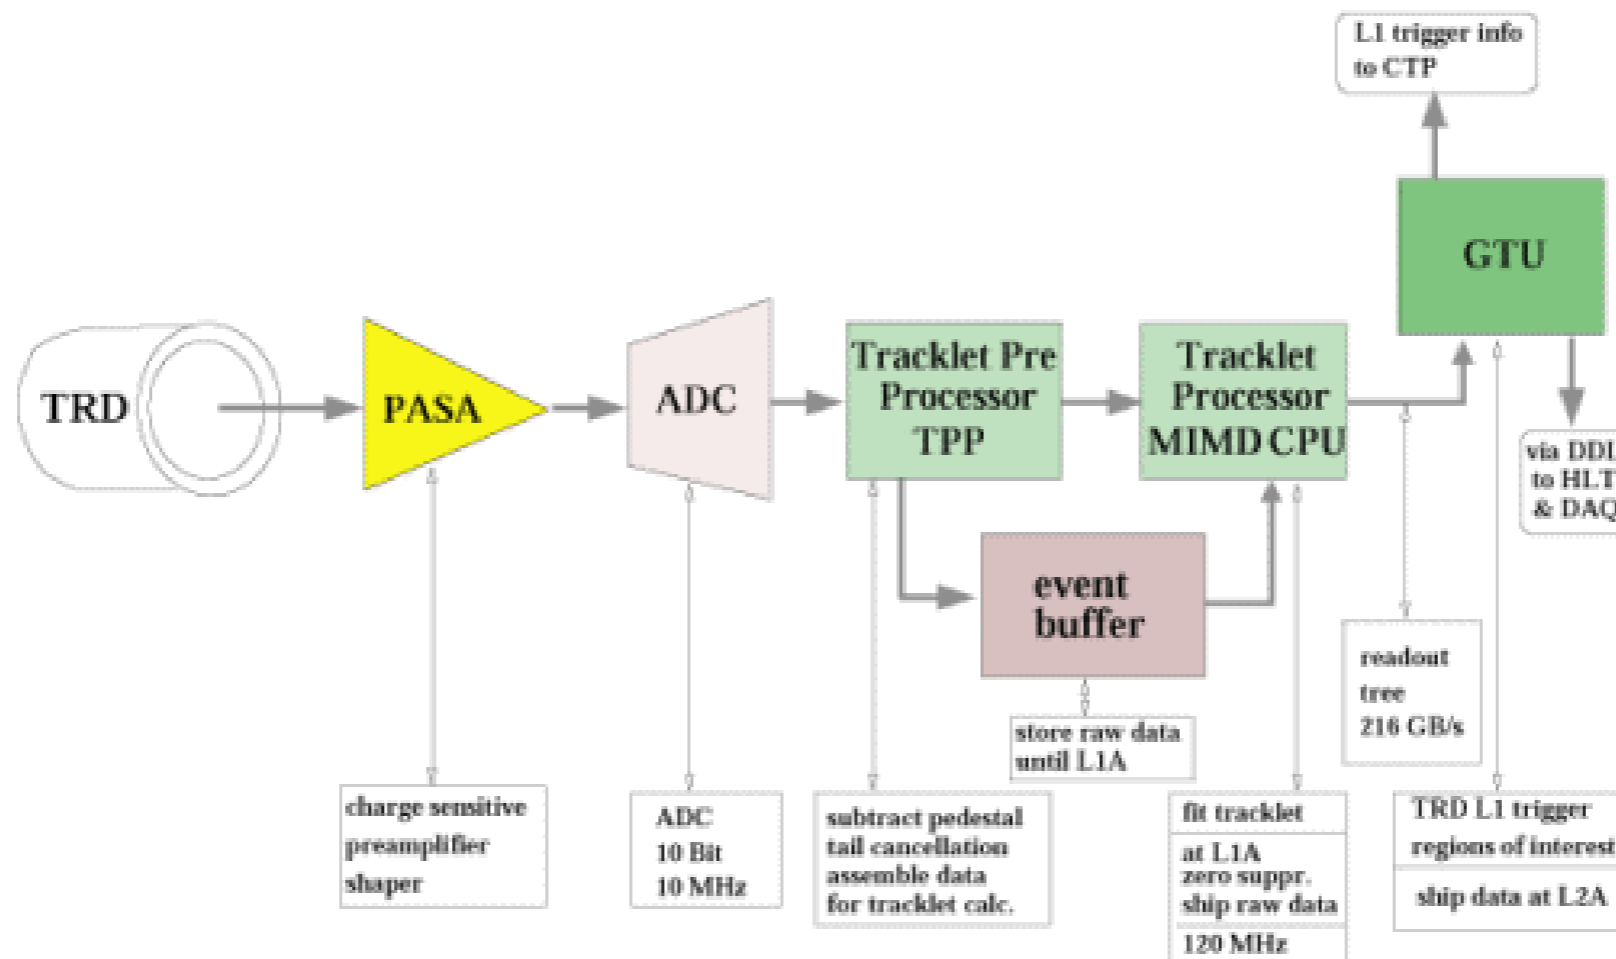 L1 trigger info
to CTP
GTU
TRD
PASA
ADC
Tracklet Pre
Processor
TPP
Tracklet
Processor
MIMD CPU
via DDL
to HLT
& DAQ
event
buffer
readout
tree
216 GB/s
store raw data
until L1A
charge sensitive
preamplifier
shaper
ADC
10 Bit
10 MHz
subtract pedestal
tail cancellation
assemble data
for tracklet calc.
fit tracklet
at L1A
zero suppr.
ship raw data
120 MHz
TRD L1 trigger
regions of interest
ship data at L2A